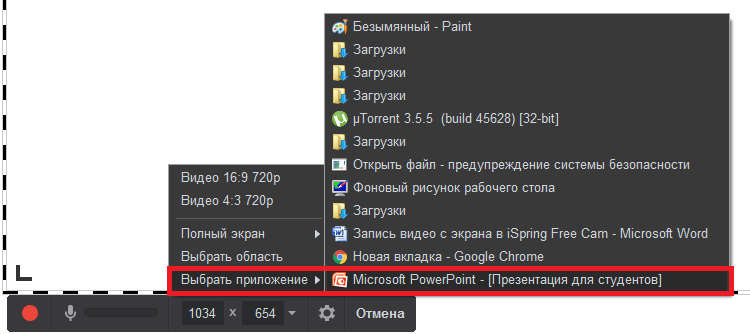 Безымянный - Paint
Загрузки
Загрузки
Загрузки
µTorrent 3.5.5 (build 45628) [32-bit]
Загрузки
Открыть файл - предупреждение системы безопасности
Фоновый рисунок рабочего стола
Загрузки
Запись видео с экрана в iSpring Free Cam - Microsoft Word
Новая вкладка - Google Chrome
Microsoft PowerPoint - [Презентация для студентов]
Видео 16:9 720p
Видео 4:3 720p
Полный экран
Выбрать область
Выбрать приложение
1034 x 654 Отмена